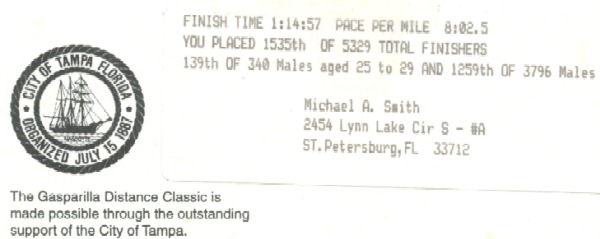 FINISH TIME 1:14:57 PACE PER MILE 8:02.5
YOU PLACED 1535th OF 5329 TOTAL FINISHERS
139th OF 340 Males aged 25 to 29 AND 1259th OF 3796 Males
Michael A. Smith
2454 Lynn Lake Cir S - #A
ST.Petersburg,FL 33712
CITY OF TAMPA FLORIDA
ORGANIZED JULY 15 1887
The Gasparilla Distance Classic is
made possible through the outstanding
support of the City of Tampa.